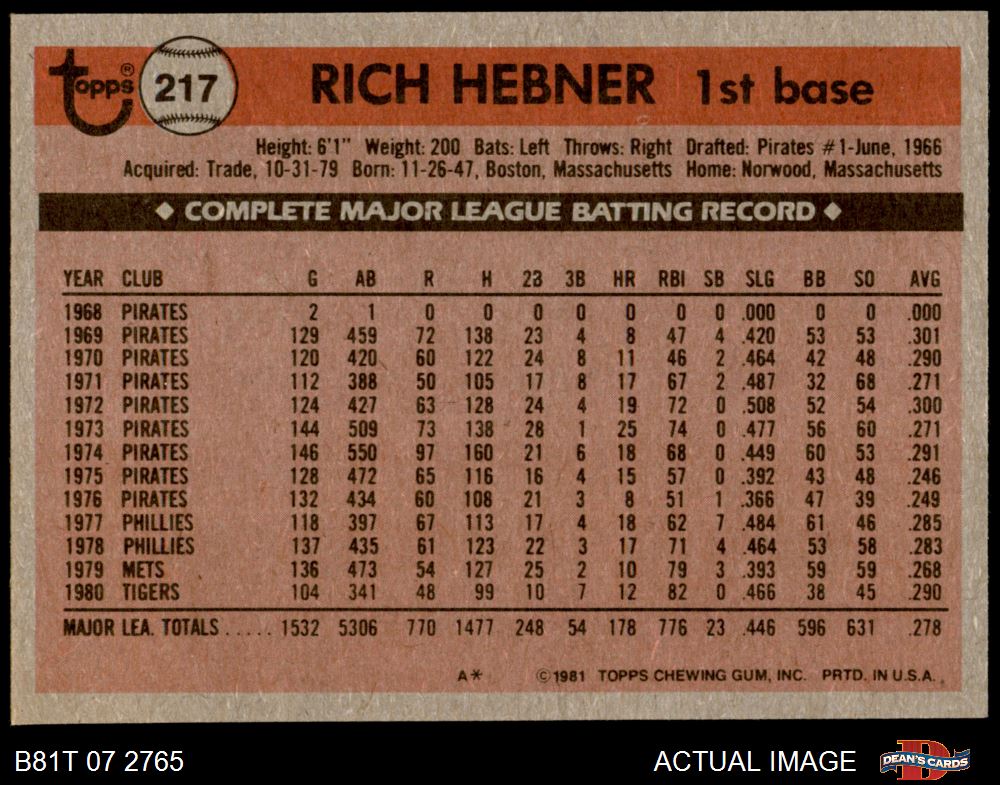 Topps® 217 RICH HEBNER 1st base
Height: 6'1" Weight: 200 Bats: Left Throws: Right Drafted: Pirates #1-June, 1966
Acquired: Trade, 10-31-79 Born: 11-26-47, Boston, Massachusetts Home: Norwood, Massachusetts
◆ COMPLETE MAJOR LEAGUE BATTING RECORD ◆
YEAR CLUB G AB R H 2B 3B HR RBI SB SLG BB SO AVG
1968 PIRATES 2 1 0 0 0 0 0 0 0 .000 0 0 .000
1969 PIRATES 129 459 72 138 23 4 8 47 4 .420 53 53 .301
1970 PIRATES 120 420 60 122 24 8 11 46 2 .464 42 48 .290
1971 PIRATES 112 388 50 105 17 8 17 67 2 .487 32 68 .271
1972 PIRATES 124 427 63 128 24 4 19 72 0 .508 52 54 .300
1973 PIRATES 144 509 73 138 28 1 25 74 0 .477 56 60 .271
1974 PIRATES 146 550 97 160 21 6 18 68 0 .449 60 53 .291
1975 PIRATES 128 472 65 116 16 4 15 57 0 .392 43 48 .246
1976 PIRATES 132 434 60 108 21 3 8 51 1 .366 47 39 .249
1977 PHILLIES 118 397 67 113 17 4 18 62 7 .484 61 46 .285
1978 PHILLIES 137 435 61 123 22 3 17 71 4 .464 53 58 .283
1979 METS 136 473 54 127 25 2 10 79 3 .393 59 59 .268
1980 TIGERS 104 341 48 99 10 7 12 82 0 .466 38 45 .290
MAJOR LEA. TOTALS ..... 1532 5306 770 1477 248 54 178 776 23 .446 596 631 .278
A* ©1981 TOPPS CHEWING GUM, INC. PRTD. IN U.S.A.
B81T 07 2765 ACTUAL IMAGE D DEAN'S CARDS